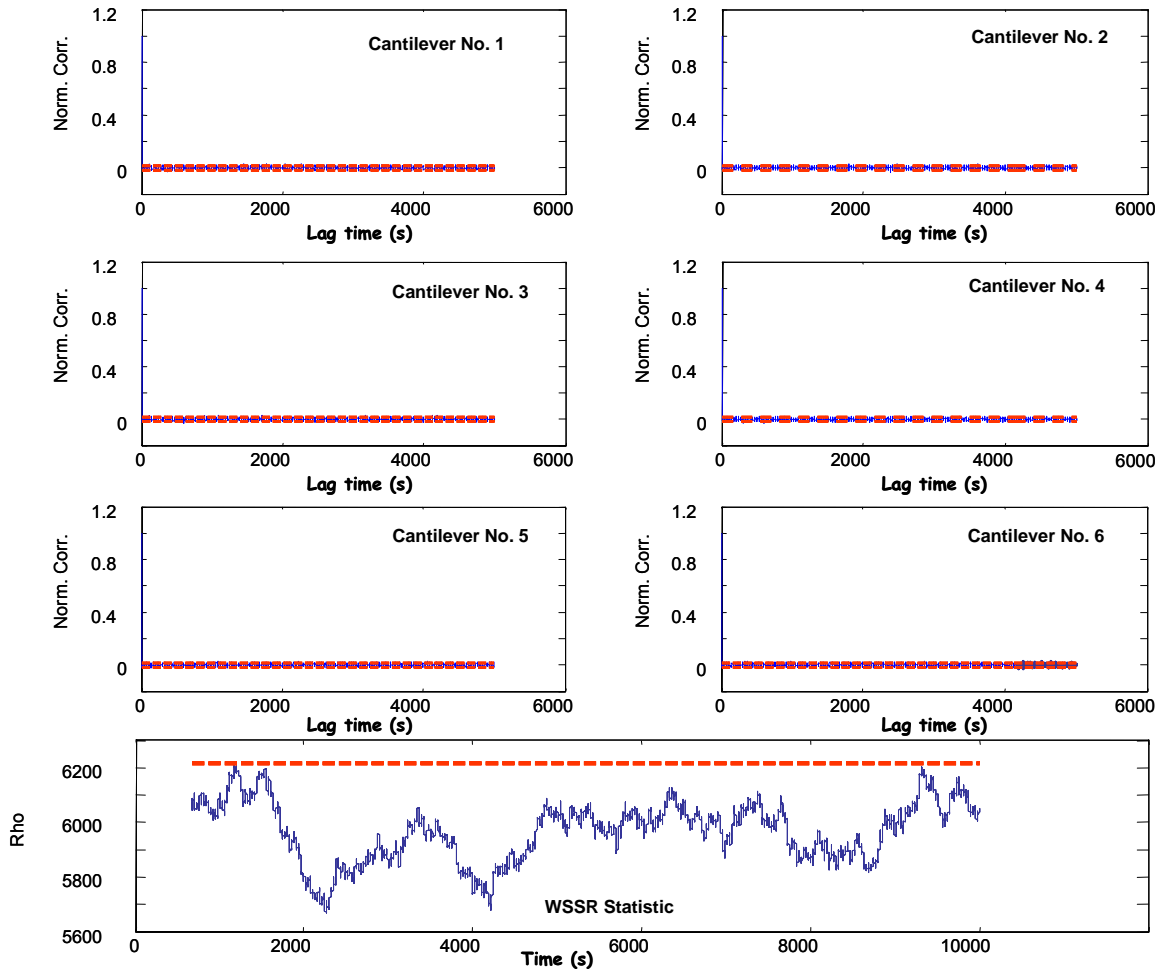 1.2
0.8
0.4
0
Norm. Corr.
Cantilever No. 1
0 2000 4000 6000
Lag time (s)
1.2
0.8
0.4
0
Norm. Corr.
Cantilever No. 2
0 2000 4000 6000
Lag time (s)
1.2
0.8
0.4
0
Norm. Corr.
Cantilever No. 3
0 2000 4000 6000
Lag time (s)
1.2
0.8
0.4
0
Norm. Corr.
Cantilever No. 4
0 2000 4000 6000
Lag time (s)
1.2
0.8
0.4
0
Norm. Corr.
Cantilever No. 5
0 2000 4000 6000
Lag time (s)
1.2
0.8
0.4
0
Norm. Corr.
Cantilever No. 6
0 2000 4000 6000
Lag time (s)
6200
6000
5800
5600
Rho
WSSR Statistic
0 2000 4000 6000 8000 10000
Time (s)